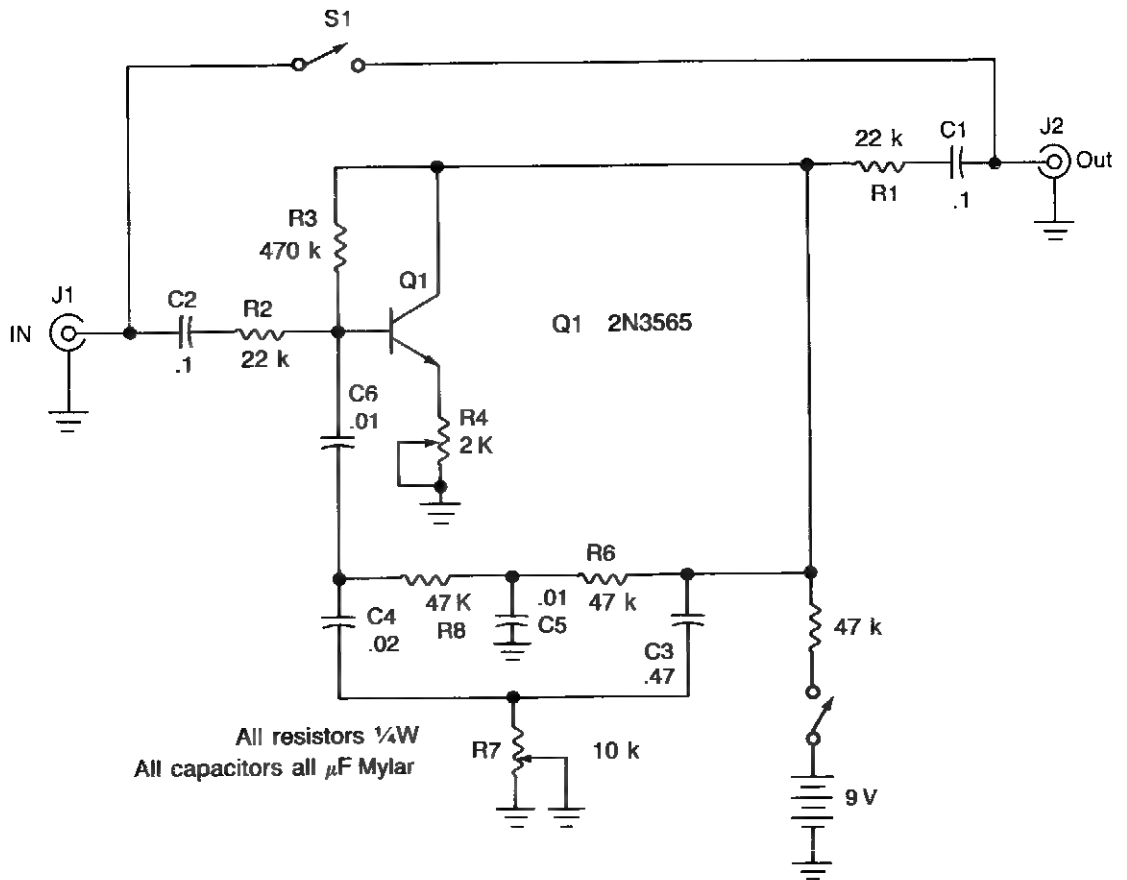 S1
22 k
C1
J2
Out
R1
.1
R3
470 k
Q1
J1
C2
R2
IN
.1
22 k
Q1 2N3565
C6
.01
R4
2 K
R6
47 K
.01
47 k
C4
.02
R8
C5
C3
.47
47 k
All resistors ¼W
All capacitors all µF Mylar
R7
10 k
9 V